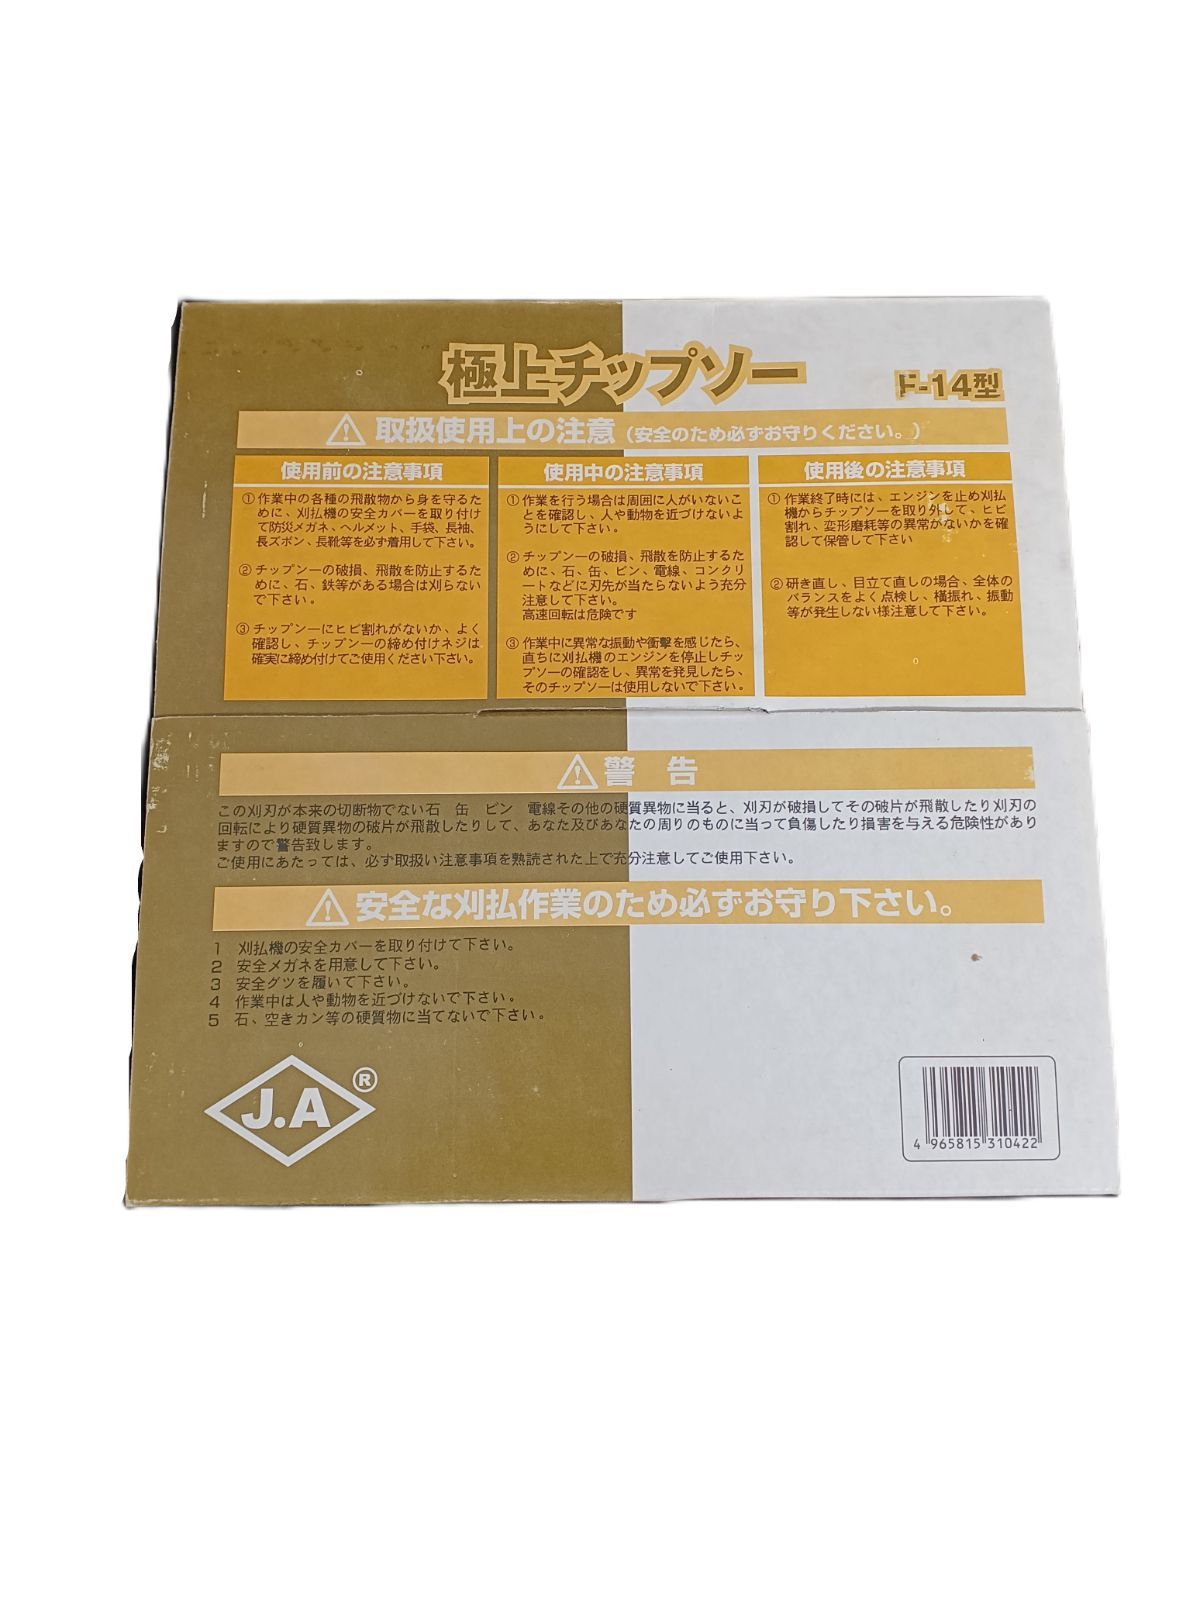 極上チップソー
F-14型
取扱使用上の注意(安全のため必ずお守りください。)
使用前の注意事項
①作業中の各種の飛散物から身を守るた
めに、刈払機の安全カバーを取り付け
て防災メガネ、ヘルメット、手袋、長袖、
長ズボン、長靴等を必ず着用して下さい。
②チップンーの破損、飛散を防止するた
めに、石、鉄等がある場合は刈らない
で下さい。
③チップンーにヒビ割れがないか、よく
確認し、チップンーの締め付けネジは
確実に締め付けてご使用ください下さい。
使用中の注意事項
①作業を行う場合は周囲に人がいないこ
とを確認し、人や動物を近づけないよ
うにして下さい。
②チップンーの破損、飛散を防止するた
めに、石、缶、ビン、電線、コンクリ
ートなどに刃先が当たらないよう充分
注意して下さい。
高速回転は危険です
③作業中に異常な振動や衝撃を感じたら、
直ちに刈払機のエンジンを停止しチッ
プソーの確認をし、異常を発見したら、
そのチップソーは使用しないで下さい。
使用後の注意事項
①作業終了時には、エンジンを止め刈払
機からチップソーを取り外して、ヒビ
割れ、変形磨耗等の異常がないかを確
認して保管して下さい
②研き直し、目立て直しの場合、全体の
バランスをよく点検し、横振れ、振動
等が発生しない様注意して下さい。
警 告
この刈刃が本来の切断物でない石 缶 ビン 電線その他の硬質異物に当ると、刈刃が破損してその破片が飛散したり刈刃の
回転により硬質異物の破片が飛散したりして、あなた及びあなたの周りのものに当って負傷したり損害を与える危険性があり
ますので警告致します。
ご使用にあたっては、必ず取扱い注意事項を熟読された上で充分注意してご使用下さい。
安全な刈払作業のため必ずお守り下さい。
1 刈払機の安全カバーを取り付けて下さい。
2 安全メガネを用意して下さい。
3 安全グツを履いて下さい。
4 作業中は人や動物を近づけないで下さい。
5 石、空きカン等の硬質物に当てないで下さい。
J.A®
4 965815 310422